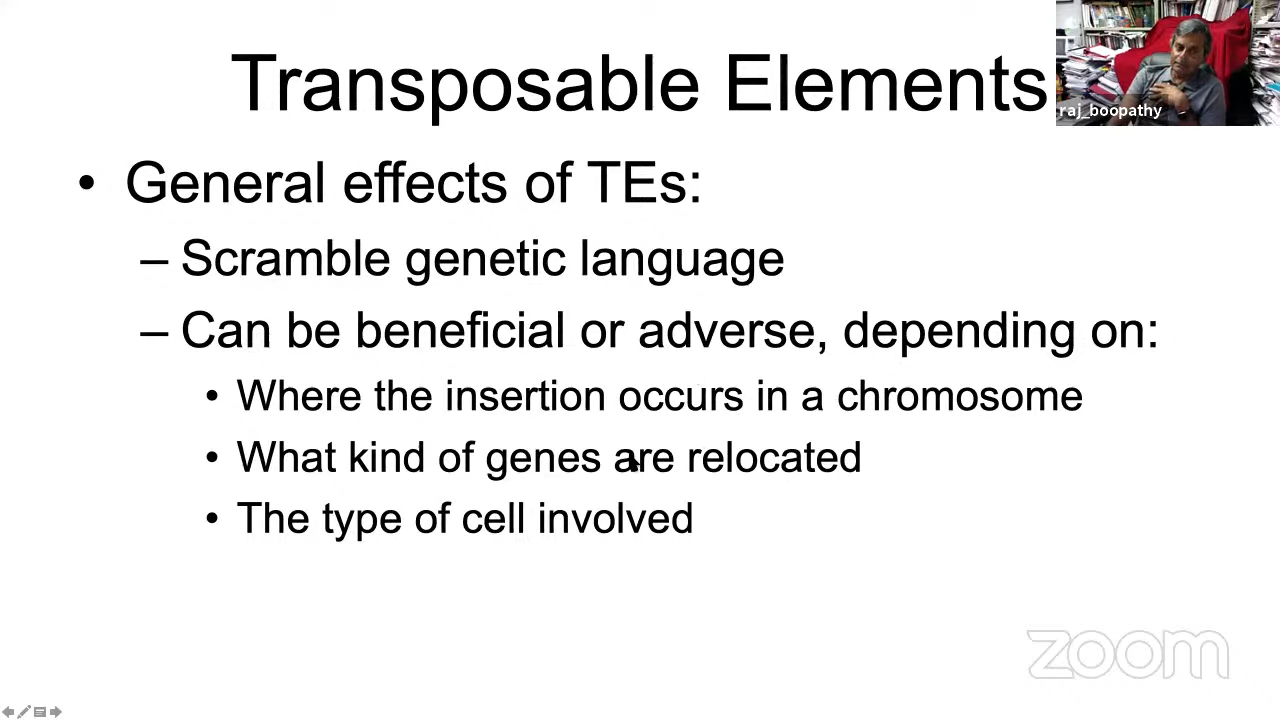 Transposable Elements
raj_boopathy
• General effects of TEs:
– Scramble genetic language
– Can be beneficial or adverse, depending on:
• Where the insertion occurs in a chromosome
• What kind of genes are relocated
• The type of cell involved
zoom